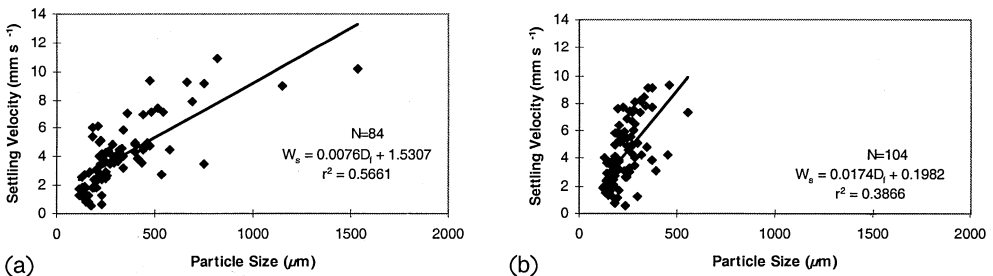 14
12
10
8
6
4
2
0
Settling Velocity (mm s⁻¹)
N=84
Wₛ = 0.0076D_f + 1.5307
r² = 0.5661
0 500 1000 1500 2000
(a) Particle Size (μm)
14
12
10
8
6
4
2
0
Settling Velocity (mm s⁻¹)
N=104
Wₛ = 0.0174D_f + 0.1982
r² = 0.3866
0 500 1000 1500 2000
(b) Particle Size (μm)